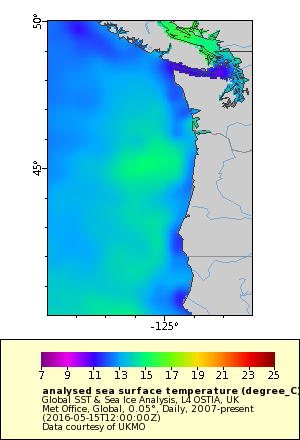 50°
45°
-125°
7 9 11 13 15 17 19 21 23 25
analysed sea surface temperature (degree_C)
Global SST & Sea Ice Analysis, L4 OSTIA, UK
Met Office, Global, 0.05°, Daily, 2007-present
(2016-05-15T12:00:00Z)
Data courtesy of UKMO